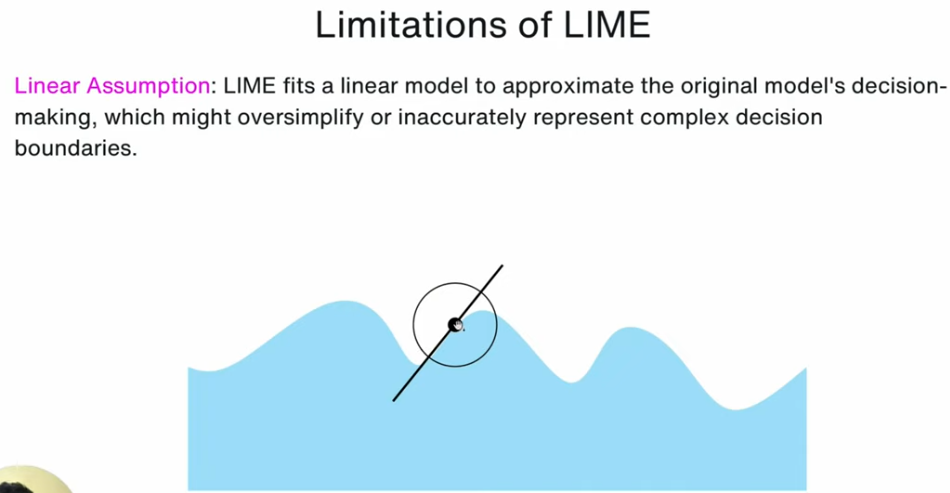 Limitations of LIME
Linear Assumption: LIME fits a linear model to approximate the original model's decision-
making, which might oversimplify or inaccurately represent complex decision
boundaries.